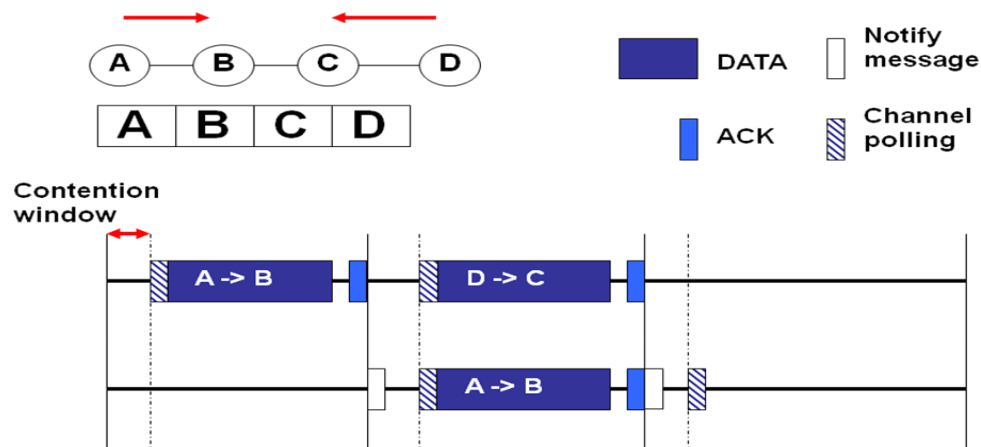 A B C D
A B C D
DATA
Notify
message
ACK
Channel
polling
Contention
window
A -> B
D -> C
A -> B